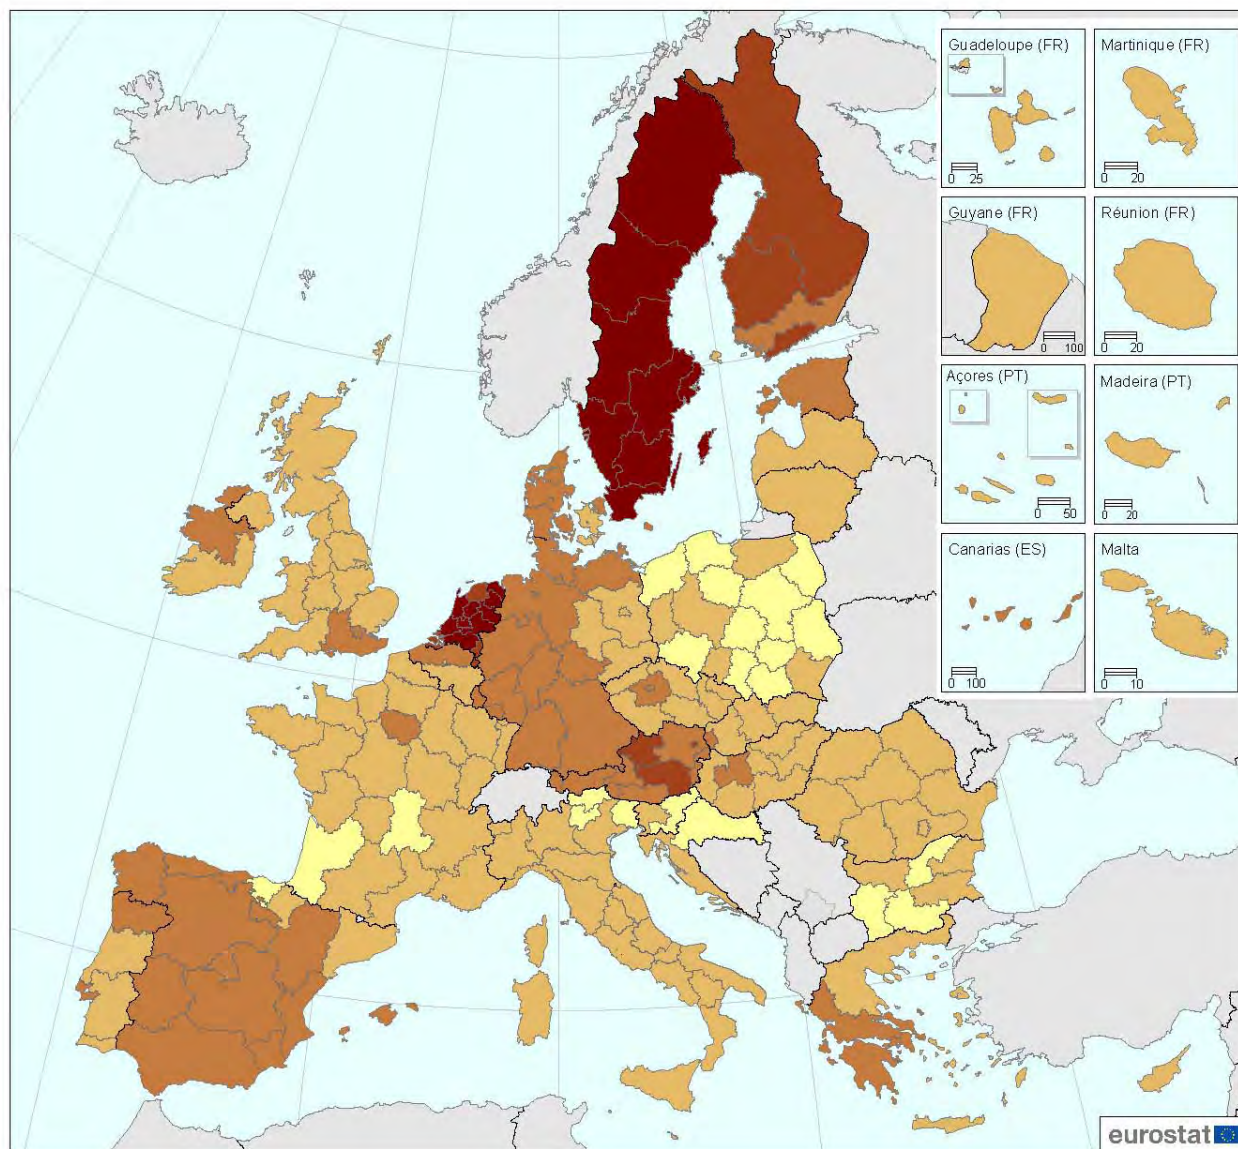 Guadeloupe (FR)
0 25
Martinique (FR)
0 20
Guyane (FR)
0 100
Réunion (FR)
0 20
Açores (PT)
0 50
Madeira (PT)
0 20
Canarias (ES)
0 100
Malta
0 10
eurostat